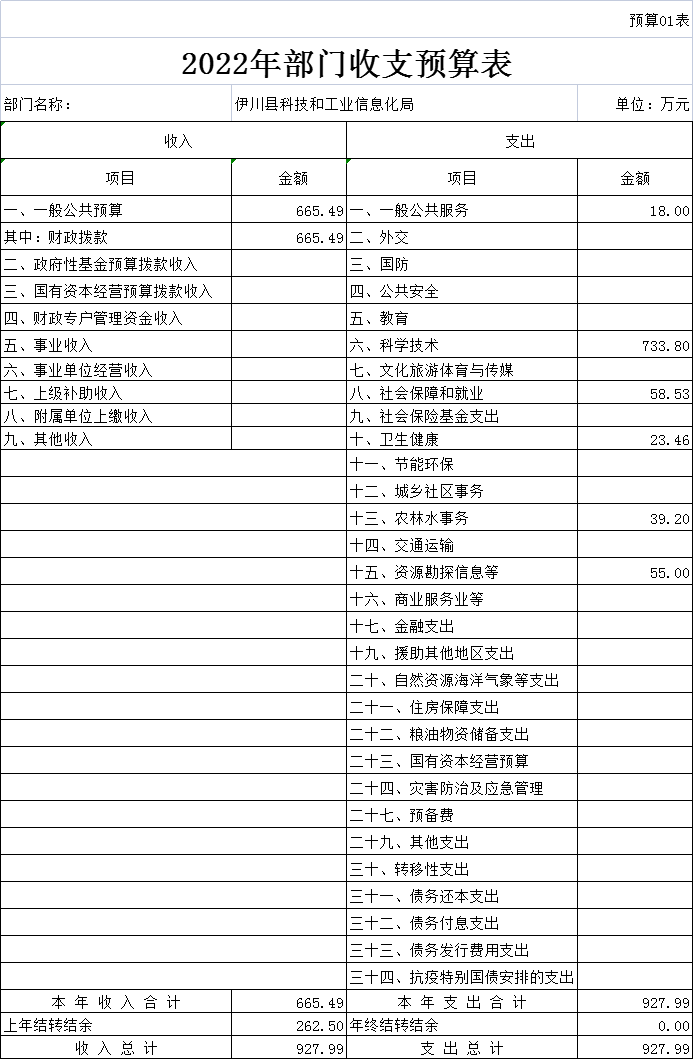 预算01表
2022年部门收支预算表
部门名称： 伊川县科技和工业信息化局 单位：万元
收入 支出
项目 金额 项目 金额
一、一般公共预算 665.49 一、一般公共服务 18.00
其中：财政拨款 665.49 二、外交
二、政府性基金预算拨款收入 三、国防
三、国有资本经营预算拨款收入 四、公共安全
四、财政专户管理资金收入 五、教育
五、事业收入 六、科学技术 733.80
六、事业单位经营收入 七、文化旅游体育与传媒
七、上级补助收入 八、社会保障和就业 58.53
八、附属单位上缴收入 九、社会保险基金支出
九、其他收入 十、卫生健康 23.46
十一、节能环保
十二、城乡社区事务
十三、农林水事务 39.20
十四、交通运输
十五、资源勘探信息等 55.00
十六、商业服务业等
十七、金融支出
十九、援助其他地区支出
二十、自然资源海洋气象等支出
二十一、住房保障支出
二十二、粮油物资储备支出
二十三、国有资本经营预算
二十四、灾害防治及应急管理
二十七、预备费
二十九、其他支出
三十、转移性支出
三十一、债务还本支出
三十二、债务付息支出
三十三、债务发行费用支出
三十四、抗疫特别国债安排的支出
本 年 收 入 合 计 665.49 本 年 支 出 合 计 927.99
上年结转结余 262.50 年终结转结余 0.00
收 入 总 计 927.99 支 出 总 计 927.99